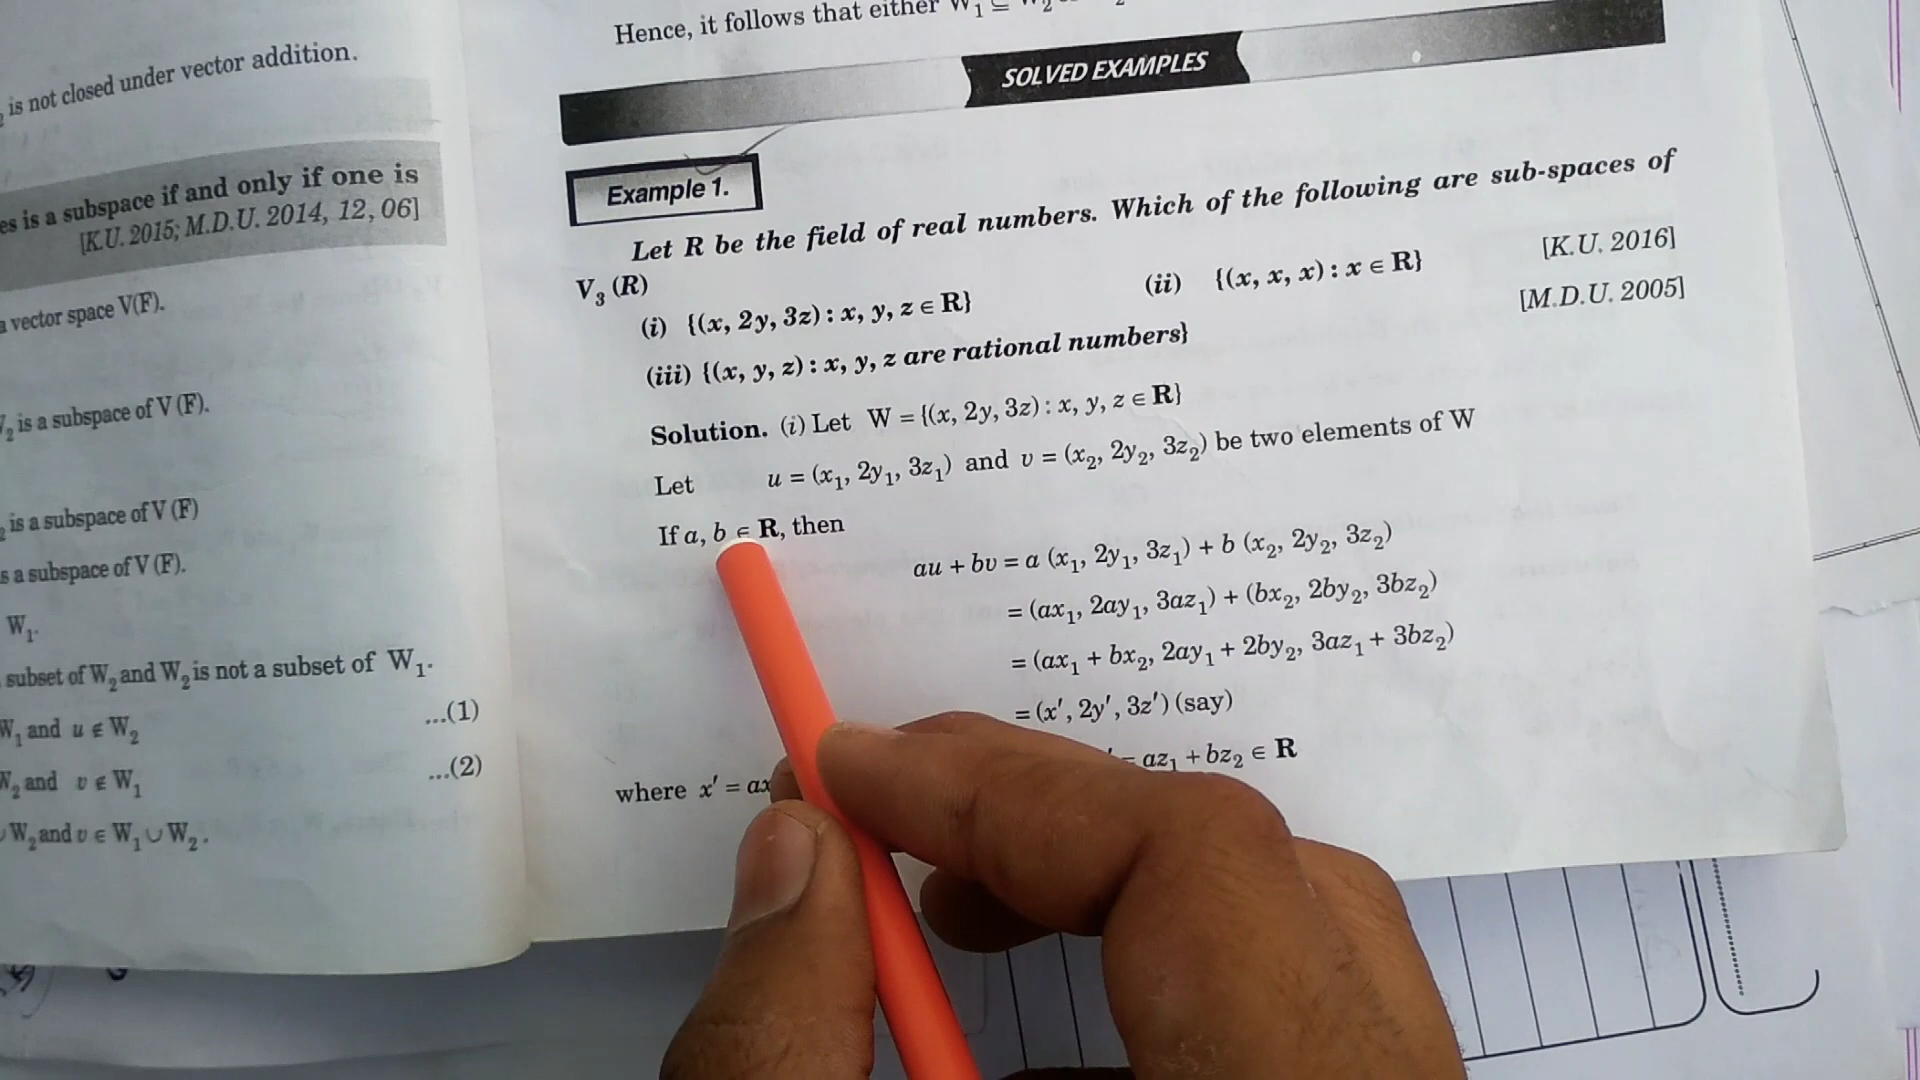 is not closed under vector addition.
es is a subspace if and only if one is
[K.U. 2015; M.D.U. 2014, 12, 06]
a vector space V(F).
is a subspace of V (F).
is a subspace of V (F)
s a subspace of V (F).
W₁.
subset of W₂ and W₂ is not a subset of W₁.
W₁ and u ∉ W₂ ...(1)
W₂ and v ∉ W₁ ...(2)
W₂ and v ∈ W₁ ∪ W₂.
Hence, it follows that either W₁ ⊆ W₂
SOLVED EXAMPLES
Example 1.
Let R be the field of real numbers. Which of the following are sub-spaces of
V₃ (R) [K.U. 2016]
(i) {(x, 2y, 3z) : x, y, z ∈ R} (ii) {(x, x, x) : x ∈ R} [M.D.U. 2005]
(iii) {(x, y, z) : x, y, z are rational numbers}
Solution. (i) Let W = {(x, 2y, 3z) : x, y, z ∈ R}
Let u = (x₁, 2y₁, 3z₁) and v = (x₂, 2y₂, 3z₂) be two elements of W
If a, b ∈ R, then
au + bv = a (x₁, 2y₁, 3z₁) + b (x₂, 2y₂, 3z₂)
= (ax₁, 2ay₁, 3az₁) + (bx₂, 2by₂, 3bz₂)
= (ax₁ + bx₂, 2ay₁ + 2by₂, 3az₁ + 3bz₂)
= (x′, 2y′, 3z′) (say)
where x′ = ax = az₁ + bz₂ ∈ R